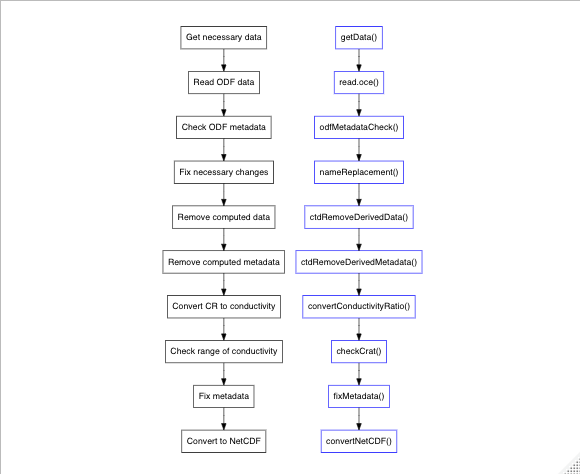 Get necessary data
getData()
Read ODF data
read.oce()
Check ODF metadata
odfMetadataCheck()
Fix necessary changes
nameReplacement()
Remove computed data
ctdRemoveDerivedData()
Remove computed metadata
ctdRemoveDerivedMetadata()
Convert CR to conductivity
convertConductivityRatio()
Check range of conductivity
checkCrat()
Fix metadata
fixMetadata()
Convert to NetCDF
convertNetCDF()